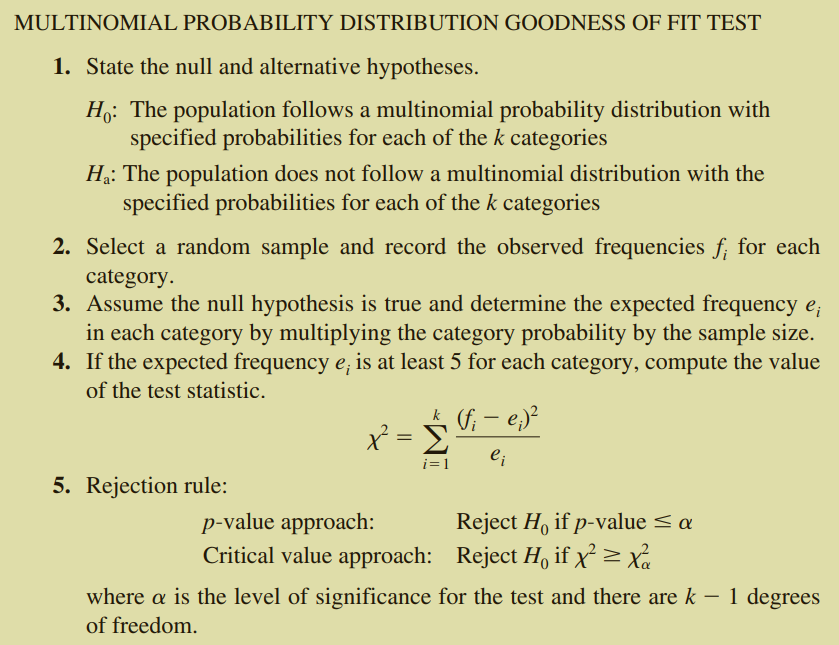 MULTINOMIAL PROBABILITY DISTRIBUTION GOODNESS OF FIT TEST
1. State the null and alternative hypotheses.
H₀: The population follows a multinomial probability distribution with
specified probabilities for each of the k categories
Hₐ: The population does not follow a multinomial distribution with the
specified probabilities for each of the k categories
2. Select a random sample and record the observed frequencies fᵢ for each
category.
3. Assume the null hypothesis is true and determine the expected frequency eᵢ
in each category by multiplying the category probability by the sample size.
4. If the expected frequency eᵢ is at least 5 for each category, compute the value
of the test statistic.
χ² = ∑_{i=1}^{k} (fᵢ − eᵢ)² / eᵢ
5. Rejection rule:
p-value approach: Reject H₀ if p-value ≤ α
Critical value approach: Reject H₀ if χ² ≥ χ²_α
where α is the level of significance for the test and there are k − 1 degrees
of freedom.